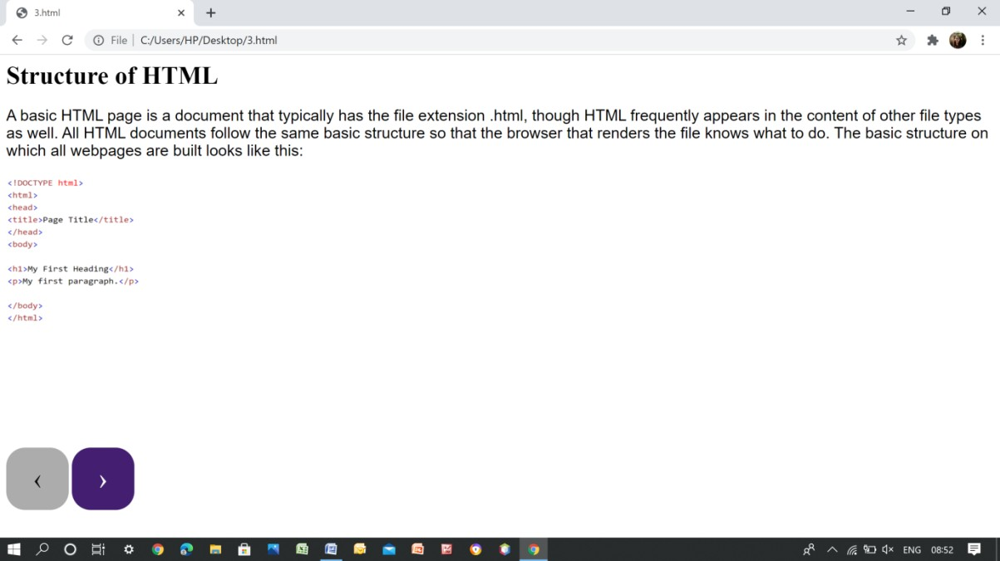 3.html
File C:/Users/HP/Desktop/3.html
Structure of HTML
A basic HTML page is a document that typically has the file extension .html, though HTML frequently appears in the content of other file types
as well. All HTML documents follow the same basic structure so that the browser that renders the file knows what to do. The basic structure on
which all webpages are built looks like this:
<!DOCTYPE html>
<html>
<head>
<title>Page Title</title>
</head>
<body>
<h1>My First Heading</h1>
<p>My first paragraph.</p>
</body>
</html>
‹ ›
ENG 08:52